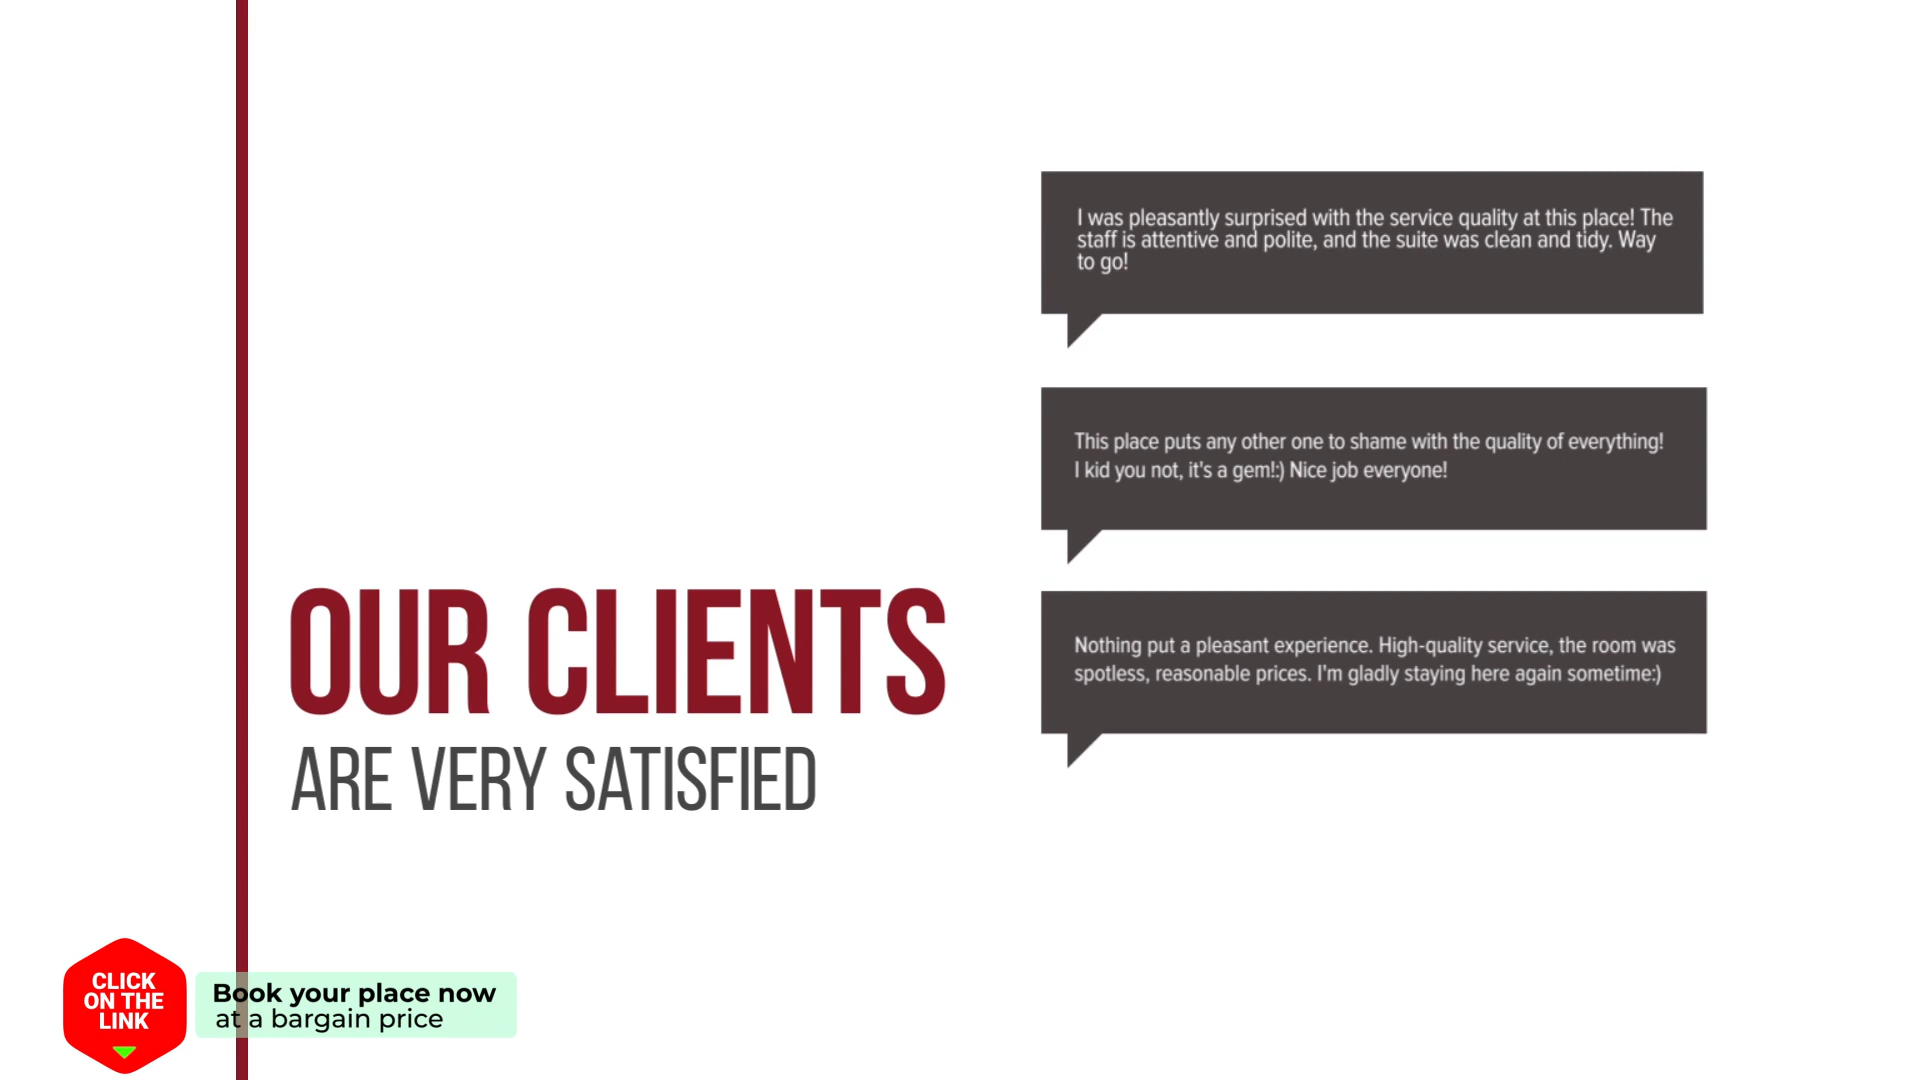 I was pleasantly surprised with the service quality at this place! The
staff is attentive and polite, and the suite was clean and tidy. Way
to go!
This place puts any other one to shame with the quality of everything!
I kid you not, it's a gem!:) Nice job everyone!
Nothing put a pleasant experience. High-quality service, the room was
spotless, reasonable prices. I'm gladly staying here again sometime:)
OUR CLIENTS
ARE VERY SATISFIED
CLICK
ON THE
LINK
Book your place now
at a bargain price